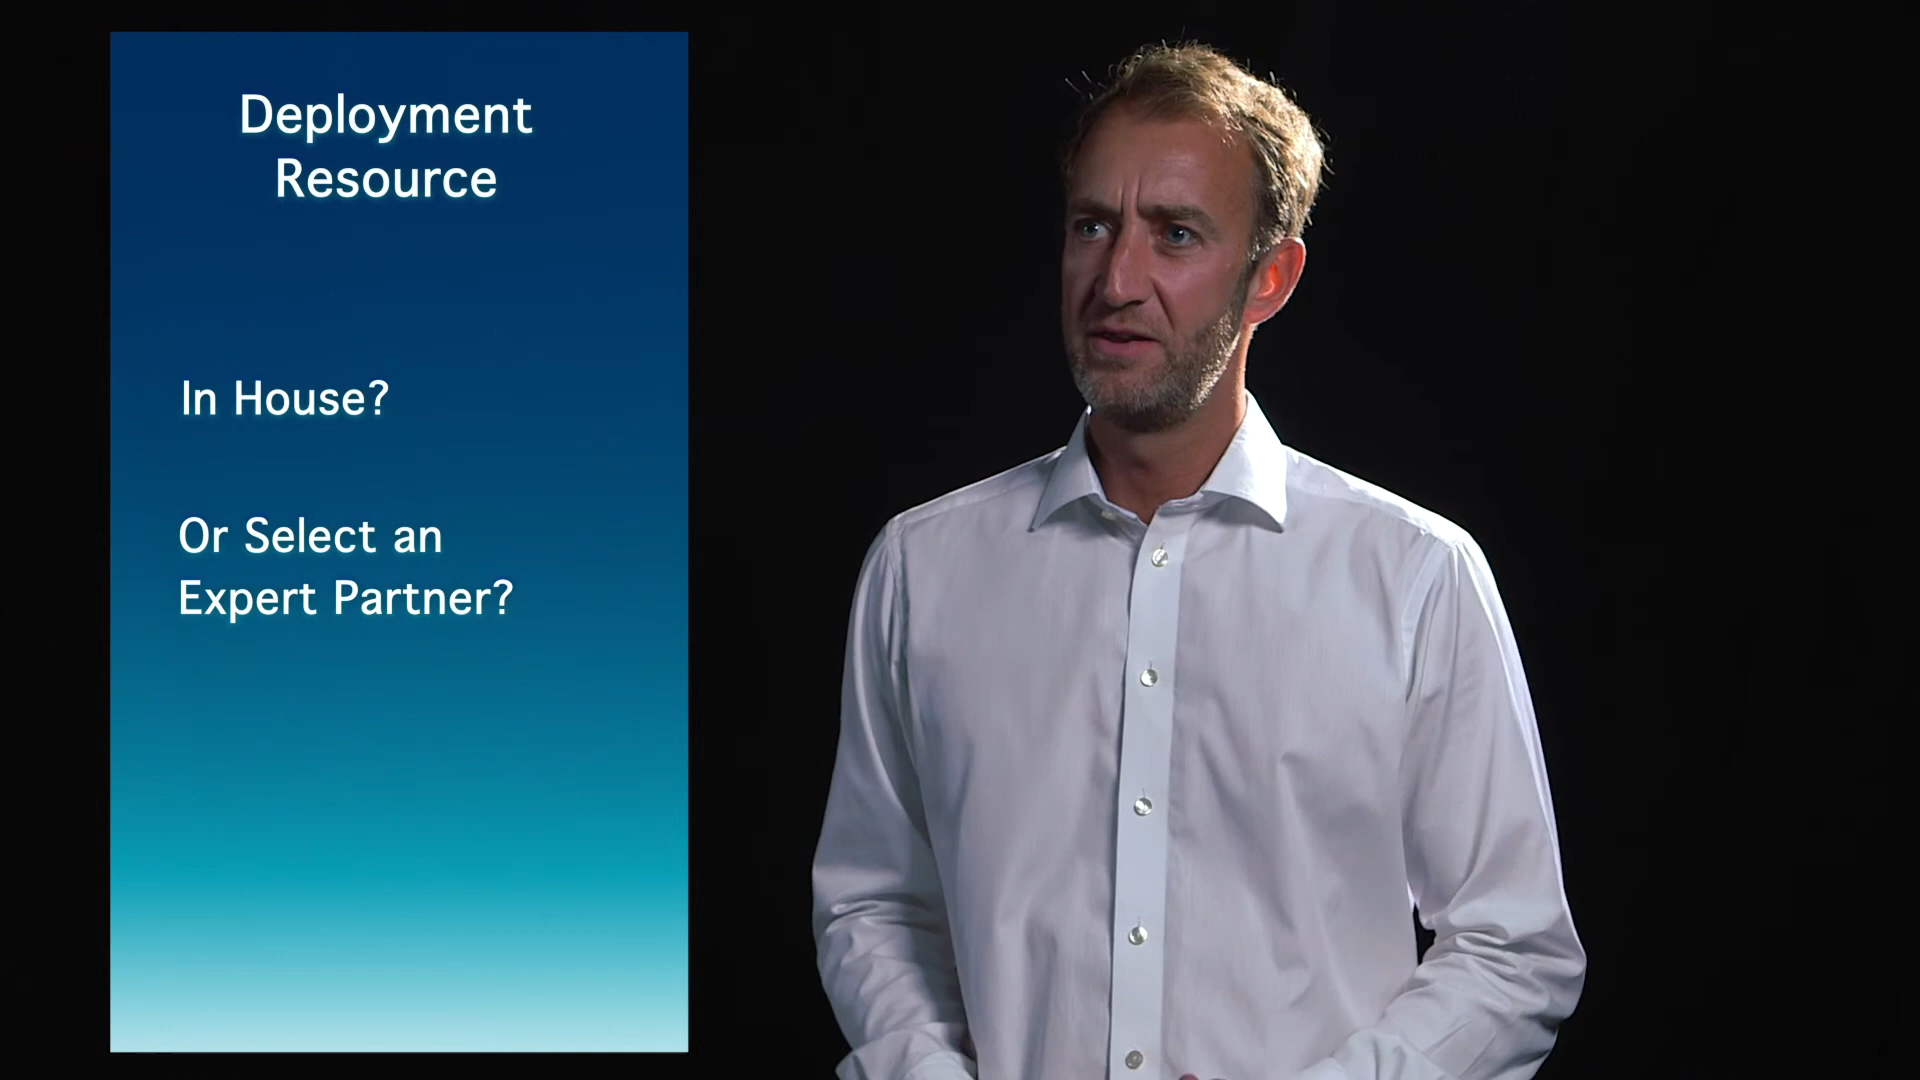 Deployment
Resource
In House?
Or Select an
Expert Partner?